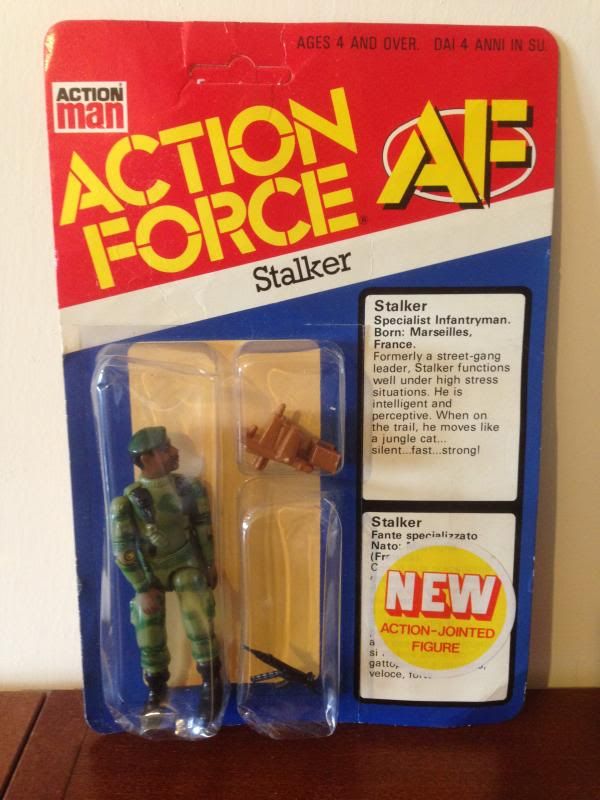 AGES 4 AND OVER. DAI 4 ANNI IN SU.
ACTION
man
ACTION
FORCE
AF
Stalker
Stalker
Specialist Infantryman.
Born: Marseilles,
France.
Formerly a street-gang
leader, Stalker functions
well under high stress
situations. He is
intelligent and
perceptive. When on
the trail, he moves like
a jungle cat...
silent...fast...strong!
Stalker
Fante specializzato
Nato:
NEW
ACTION-JOINTED
FIGURE
gatto,
veloce,